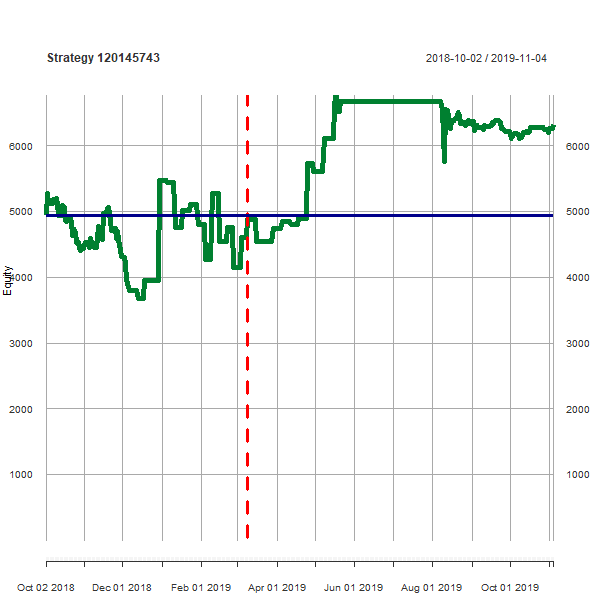 Strategy 120145743
2018-10-02 / 2019-11-04
6000
5000
4000
3000
2000
1000
Equity
6000
5000
4000
3000
2000
1000
Oct 02 2018
Dec 01 2018
Feb 01 2019
Apr 01 2019
Jun 01 2019
Aug 01 2019
Oct 01 2019